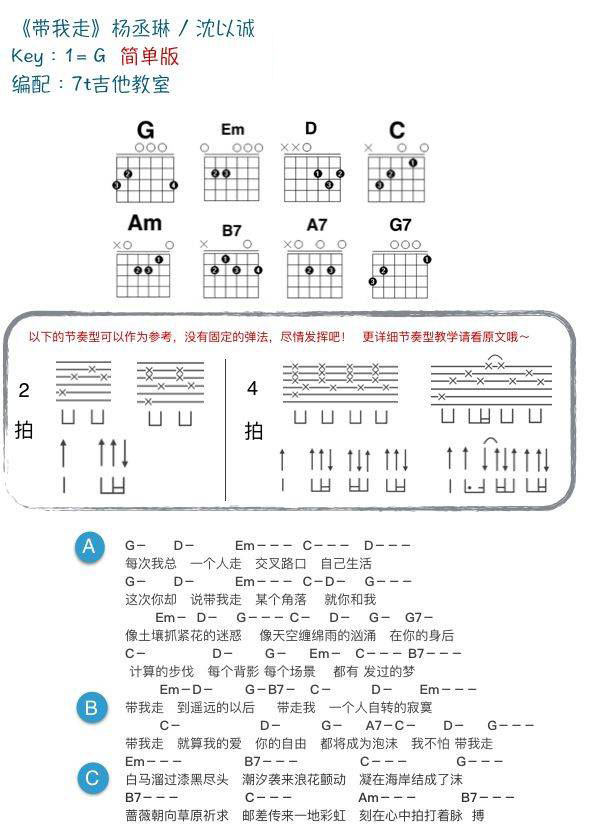 《带我走》杨丞琳 / 沈以诚
Key：1= G 简单版
编配：7t吉他教室
G Em D C
Am B7 A7 G7
以下的节奏型可以作为参考，没有固定的弹法，尽情发挥吧！ 更详细节奏型教学请看原文哦～
2 拍
4 拍
A
G－ D－ Em－－－ C－－－ D－－－
每次我总 一个人走 交叉路口 自己生活
G－ D－ Em－－－ C－D－ G－－－
这次你却 说带我走 某个角落 就你和我
Em－ D－ G－－－ C－ D－ G－ G7－
像土壤抓紧花的迷惑 像天空缠绵雨的汹涌 在你的身后
C－ D－ G－ Em－ C－－－ B7－－－
计算的步伐 每个背影 每个场景 都有 发过的梦
B
Em－D－ G－B7－ C－ D－ Em－－－
带我走 到遥远的以后 带走我 一个人自转的寂寞
C－ D－ G－ A7－C－ D－ G－－－
带我走 就算我的爱 你的自由 都将成为泡沫 我不怕 带我走
C
Em－－－ B7－－－ C－－－ G－－－
白马溜过漆黑尽头 潮汐袭来浪花颤动 凝在海岸结成了沫
B7－－－ C－－－ Am－－－ B7－－－
蔷薇朝向草原祈求 邮差传来一地彩虹 刻在心中拍打着脉 搏